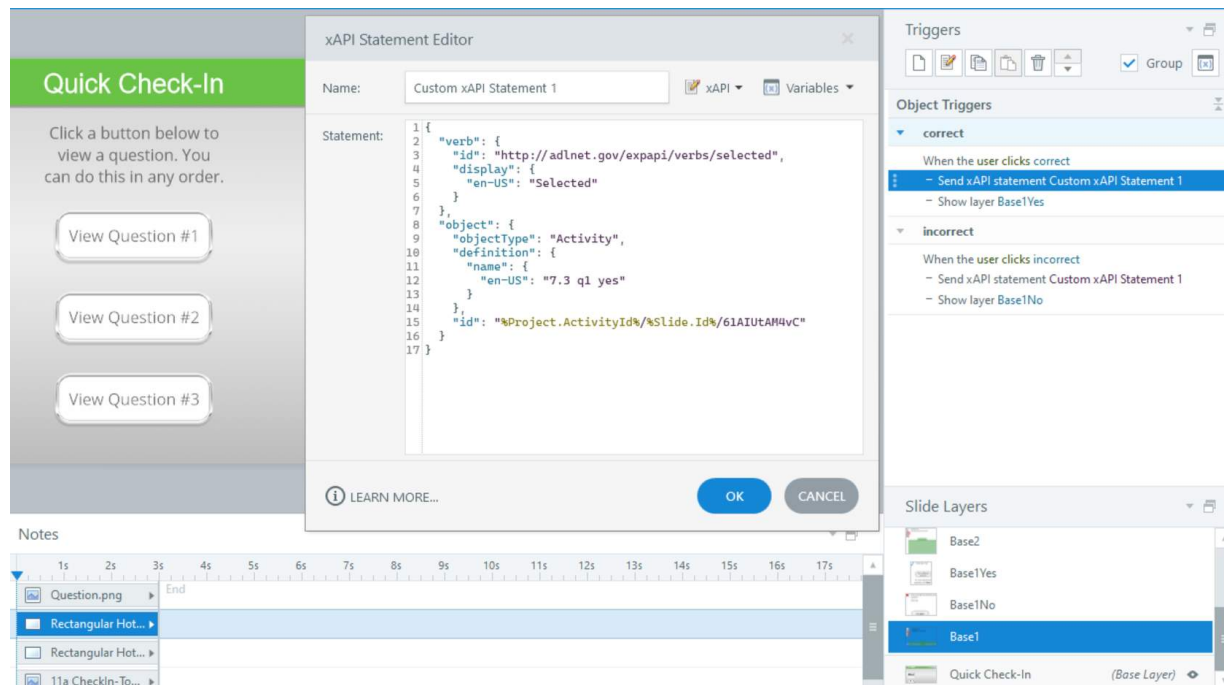 Quick Check-In
Click a button below to
view a question. You
can do this in any order.
View Question #1
View Question #2
View Question #3
xAPI Statement Editor
Name:
Custom xAPI Statement 1
xAPI
Variables
Statement:
1 {
2 "verb": {
3 "id": "http://adlnet.gov/expapi/verbs/selected",
4 "display": {
5 "en-US": "Selected"
6 }
7 },
8 "object": {
9 "objectType": "Activity",
10 "definition": {
11 "name": {
12 "en-US": "7.3 q1 yes"
13 }
14 },
15 "id": "%Project.ActivityId%/%Slide.Id%/61AIUtAM4vC"
16 }
17 }
LEARN MORE...
OK
CANCEL
Triggers
Group
Object Triggers
correct
When the user clicks correct
– Send xAPI statement Custom xAPI Statement 1
– Show layer Base1Yes
incorrect
When the user clicks incorrect
– Send xAPI statement Custom xAPI Statement 1
– Show layer Base1No
Notes
1s 2s 3s 4s 5s 6s 7s 8s 9s 10s 11s 12s 13s 14s 15s 16s 17s
Question.png
End
Rectangular Hot...
Rectangular Hot...
11a CheckIn-To...
Slide Layers
Base2
Base1Yes
Base1No
Base1
Quick Check-In (Base Layer)